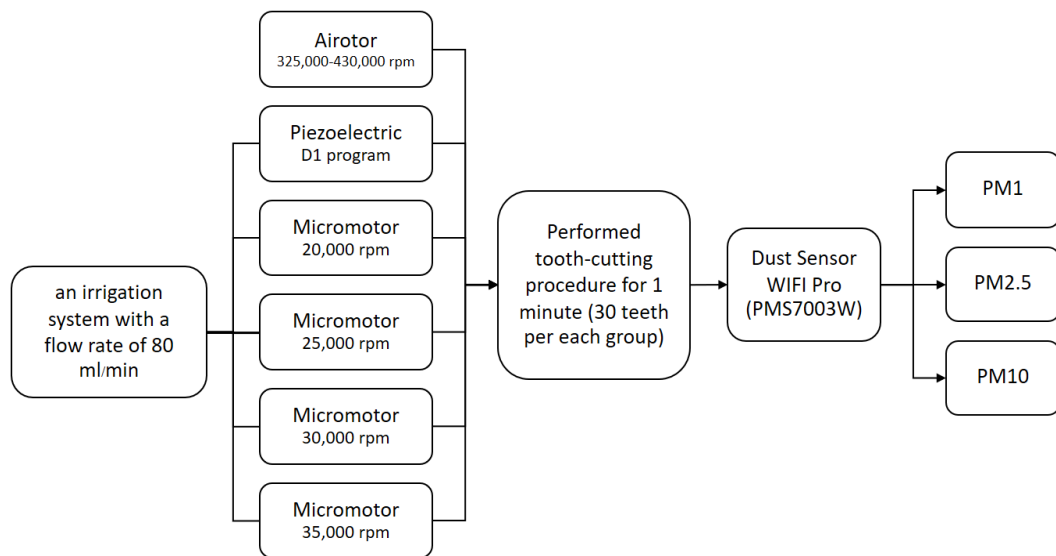 an irrigation
system with a
flow rate of 80
ml/min
Airotor
325,000-430,000 rpm
Piezoelectric
D1 program
Micromotor
20,000 rpm
Micromotor
25,000 rpm
Micromotor
30,000 rpm
Micromotor
35,000 rpm
Performed
tooth-cutting
procedure for 1
minute (30 teeth
per each group)
Dust Sensor
WIFI Pro
(PMS7003W)
PM1
PM2.5
PM10